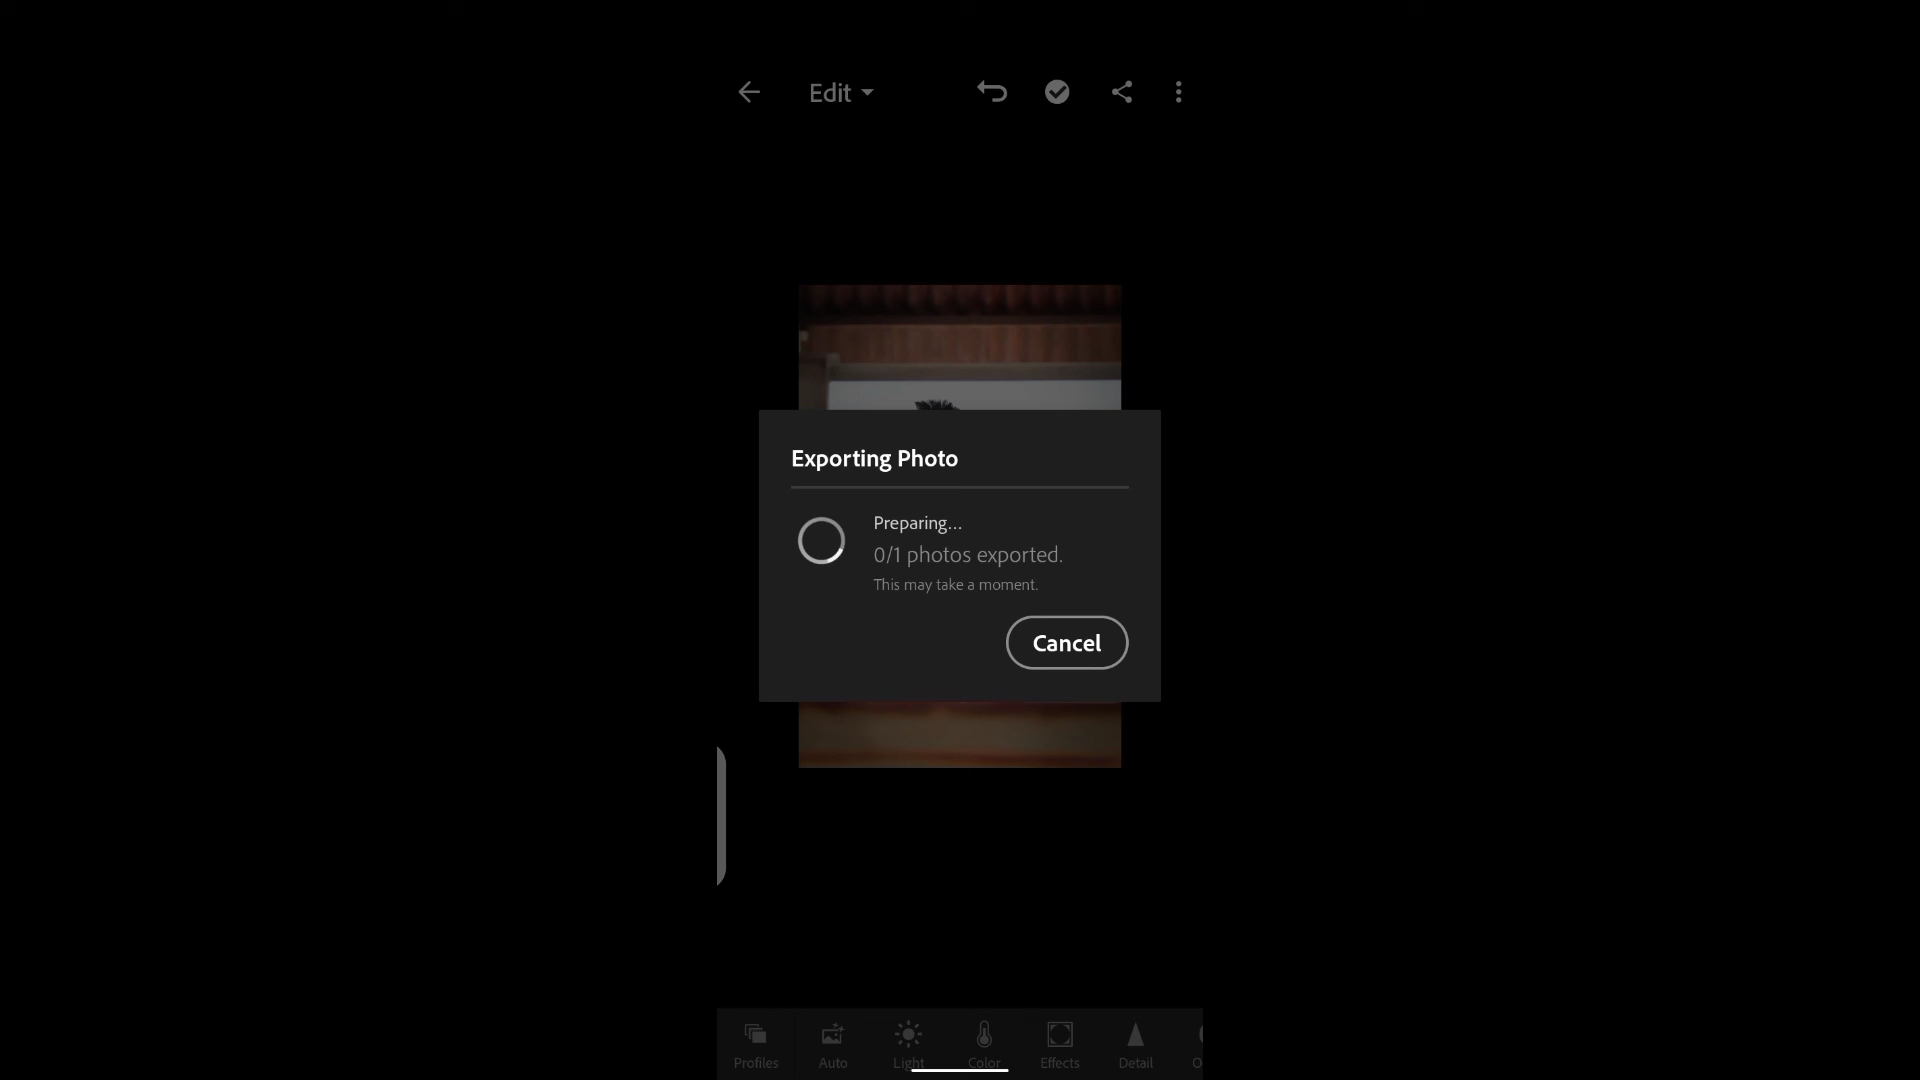 Edit
Exporting Photo
Preparing...
0/1 photos exported.
This may take a moment.
Cancel
Profiles Auto Light Color Effects Detail